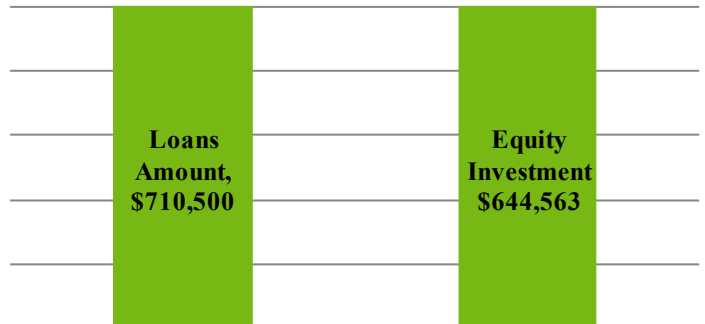 Loans
Amount,
$710,500
Equity
Investment
$644,563